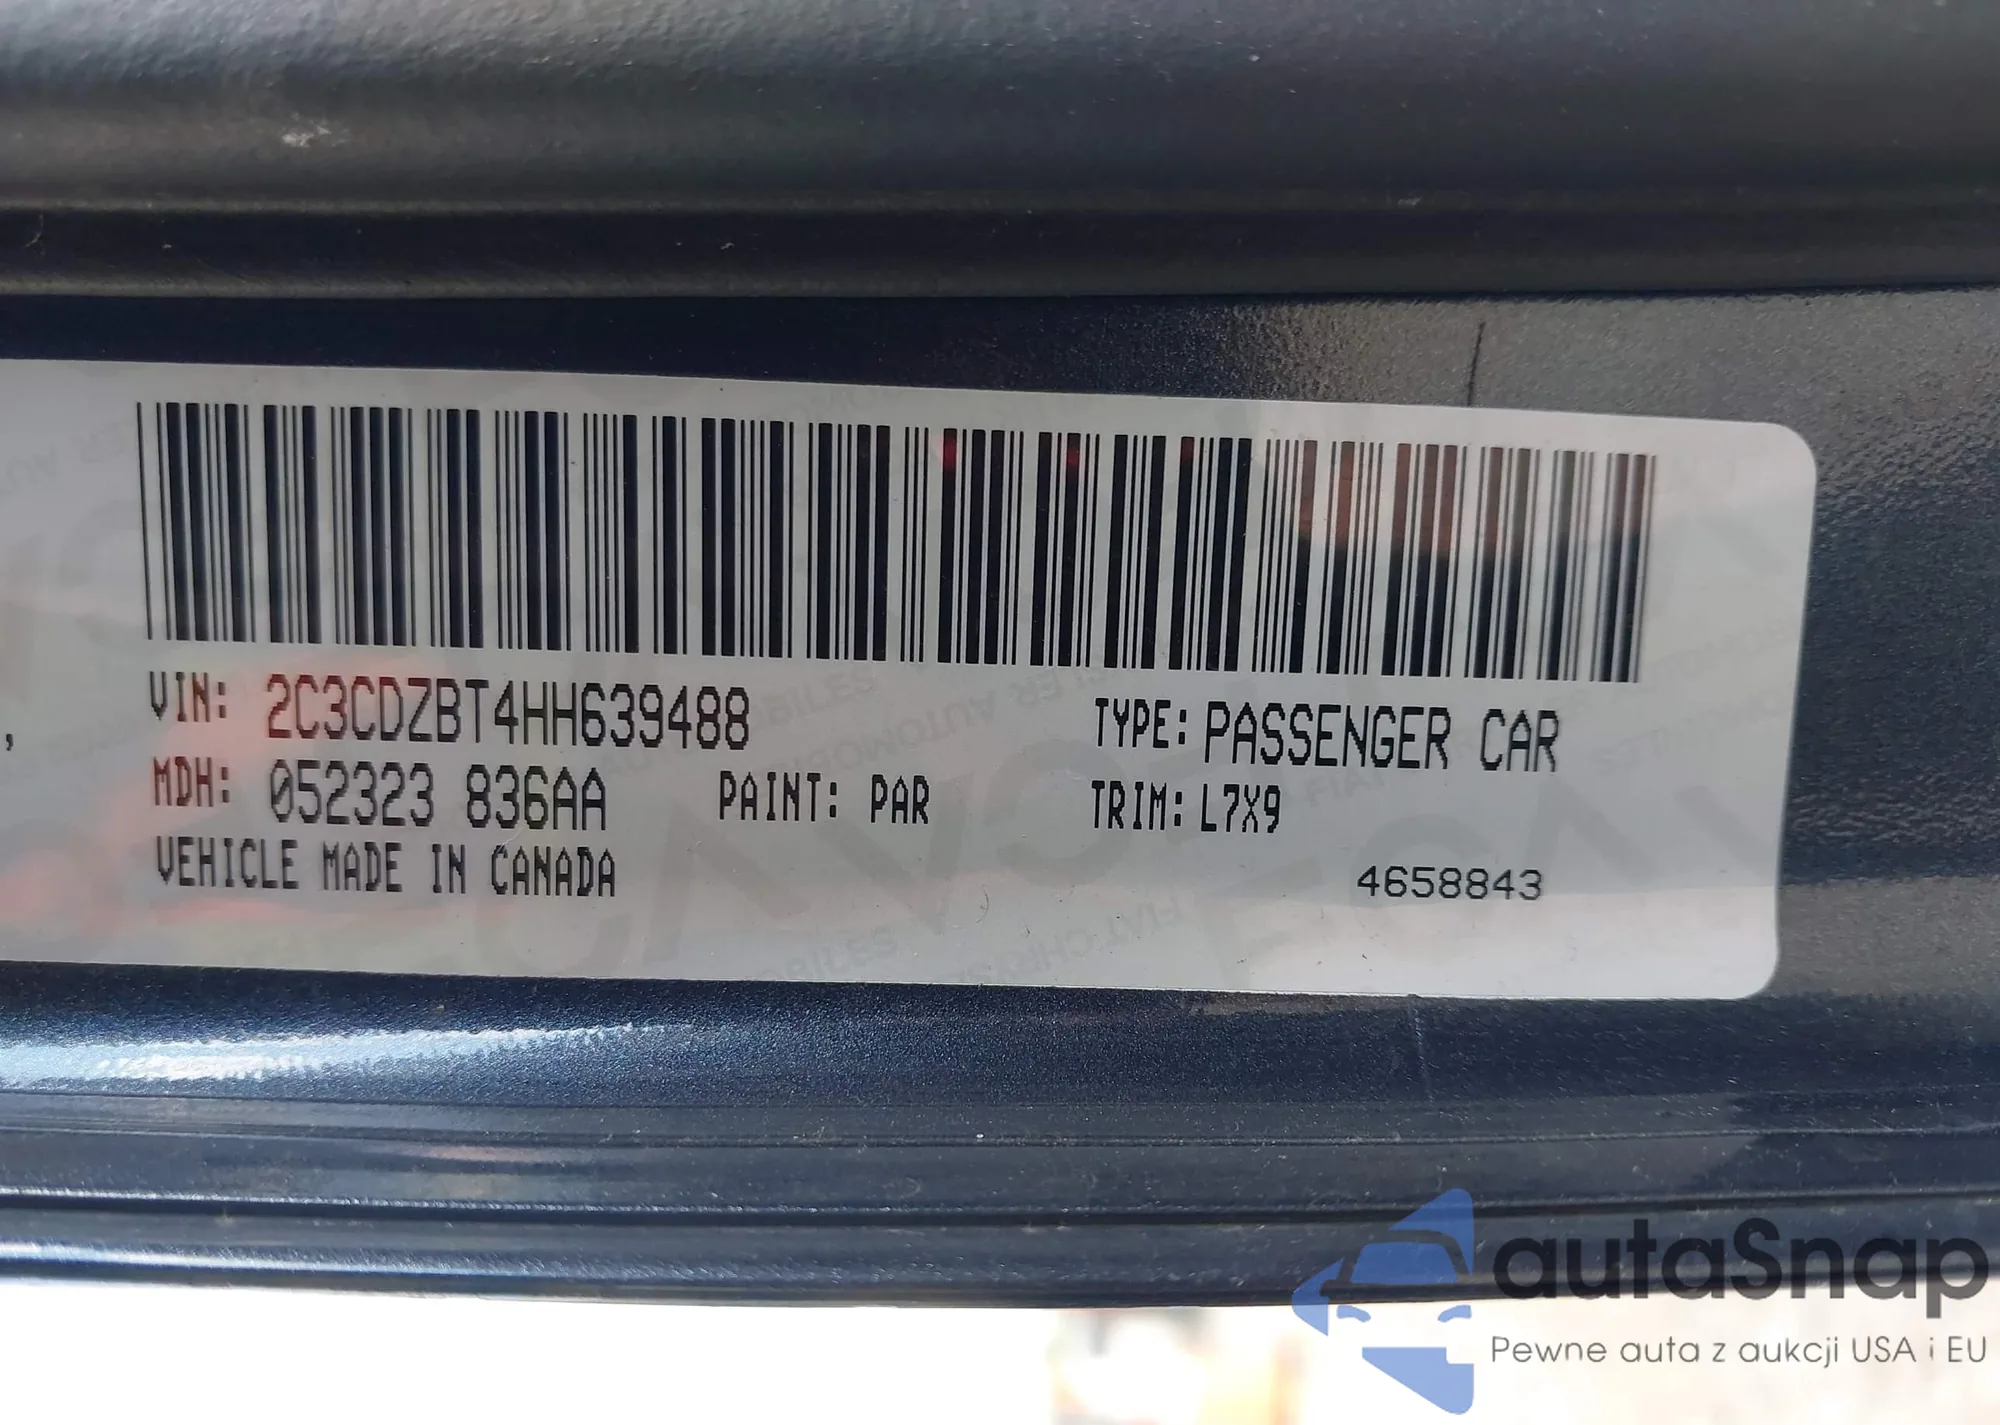 VIN: 2C3CDZBT4HH639488
TYPE: PASSENGER CAR
MDH: 052323 836AA
PAINT: PAR
TRIM: L7X9
VEHICLE MADE IN CANADA
4658843
autaSnap
Pewne auta z aukcji USA i EU